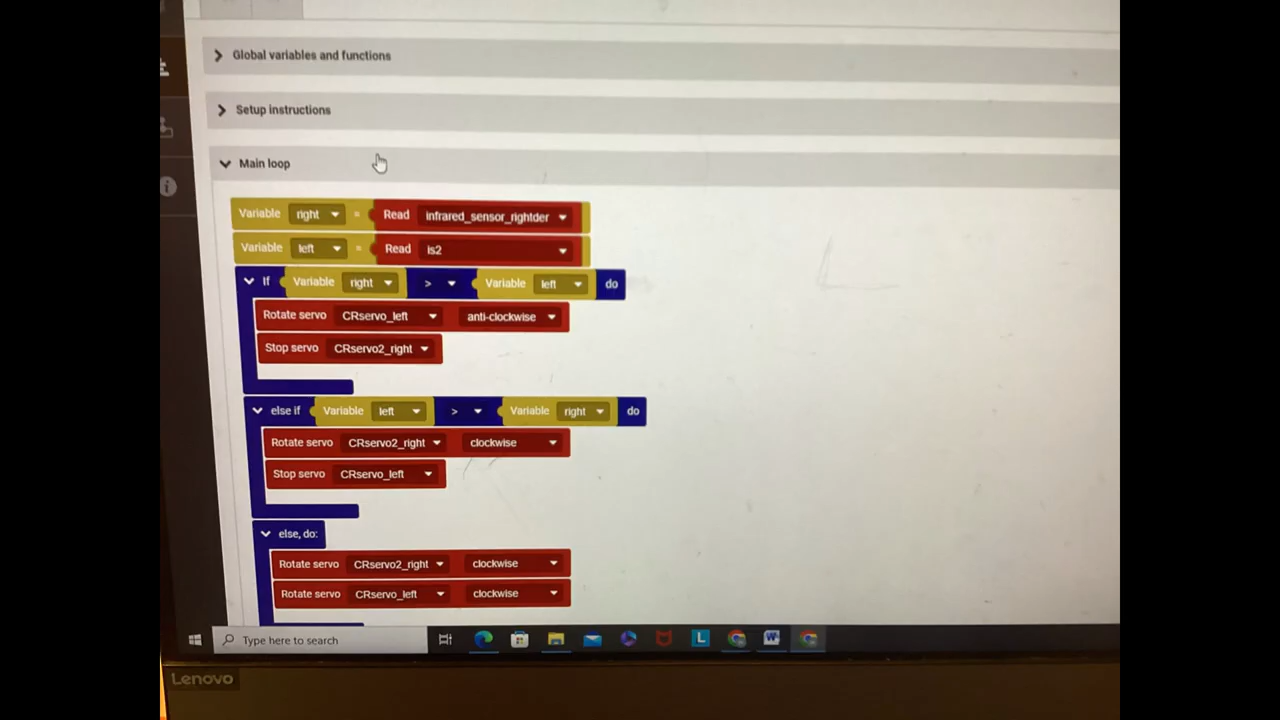 Global variables and functions
Setup instructions
Main loop
Variable right = Read infrared_sensor_rightder
Variable left = Read is2
If Variable right > Variable left do
Rotate servo CRservo_left anti-clockwise
Stop servo CRservo2_right
else if Variable left > Variable right do
Rotate servo CRservo2_right clockwise
Stop servo CRservo_left
else, do:
Rotate servo CRservo2_right clockwise
Rotate servo CRservo_left clockwise
Type here to search
L
W
Lenovo